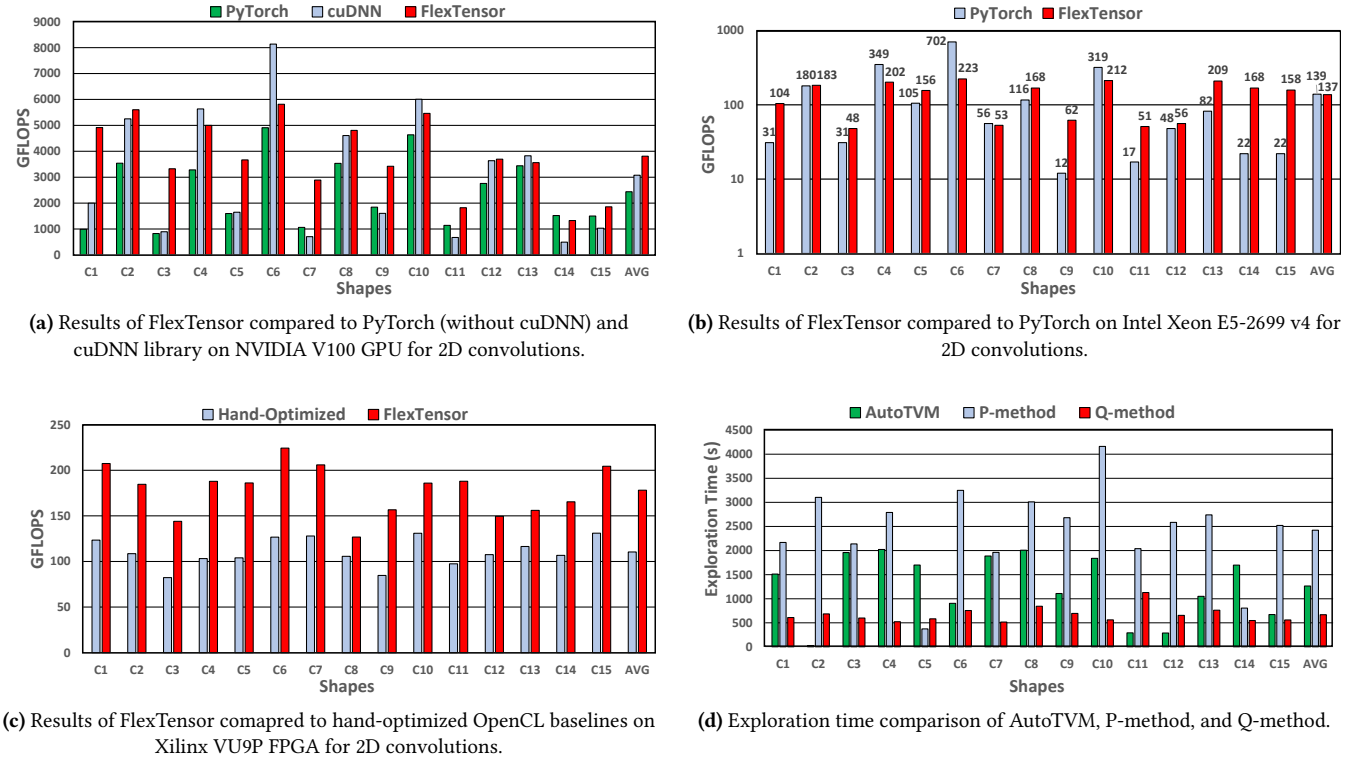 PyTorch cuDNN FlexTensor
9000
8000
7000
6000
5000
4000
3000
2000
1000
0
GFLOPS
C1 C2 C3 C4 C5 C6 C7 C8 C9 C10 C11 C12 C13 C14 C15 AVG
Shapes
(a) Results of FlexTensor compared to PyTorch (without cuDNN) and
cuDNN library on NVIDIA V100 GPU for 2D convolutions.
PyTorch FlexTensor
1000
100
10
1
GFLOPS
31 104 180 183 31 48 349 202 105 156 702 223 56 53 116 168 12 62 319 212 17 51 48 56 82 209 22 168 22 158 139 137
C1 C2 C3 C4 C5 C6 C7 C8 C9 C10 C11 C12 C13 C14 C15 AVG
Shapes
(b) Results of FlexTensor compared to PyTorch on Intel Xeon E5-2699 v4 for
2D convolutions.
Hand-Optimized FlexTensor
250
200
150
100
50
0
GFLOPS
C1 C2 C3 C4 C5 C6 C7 C8 C9 C10 C11 C12 C13 C14 C15 AVG
Shapes
(c) Results of FlexTensor comapred to hand-optimized OpenCL baselines on
Xilinx VU9P FPGA for 2D convolutions.
AutoTVM P-method Q-method
4500
4000
3500
3000
2500
2000
1500
1000
500
0
Exploration Time (s)
C1 C2 C3 C4 C5 C6 C7 C8 C9 C10 C11 C12 C13 C14 C15 AVG
Shapes
(d) Exploration time comparison of AutoTVM, P-method, and Q-method.